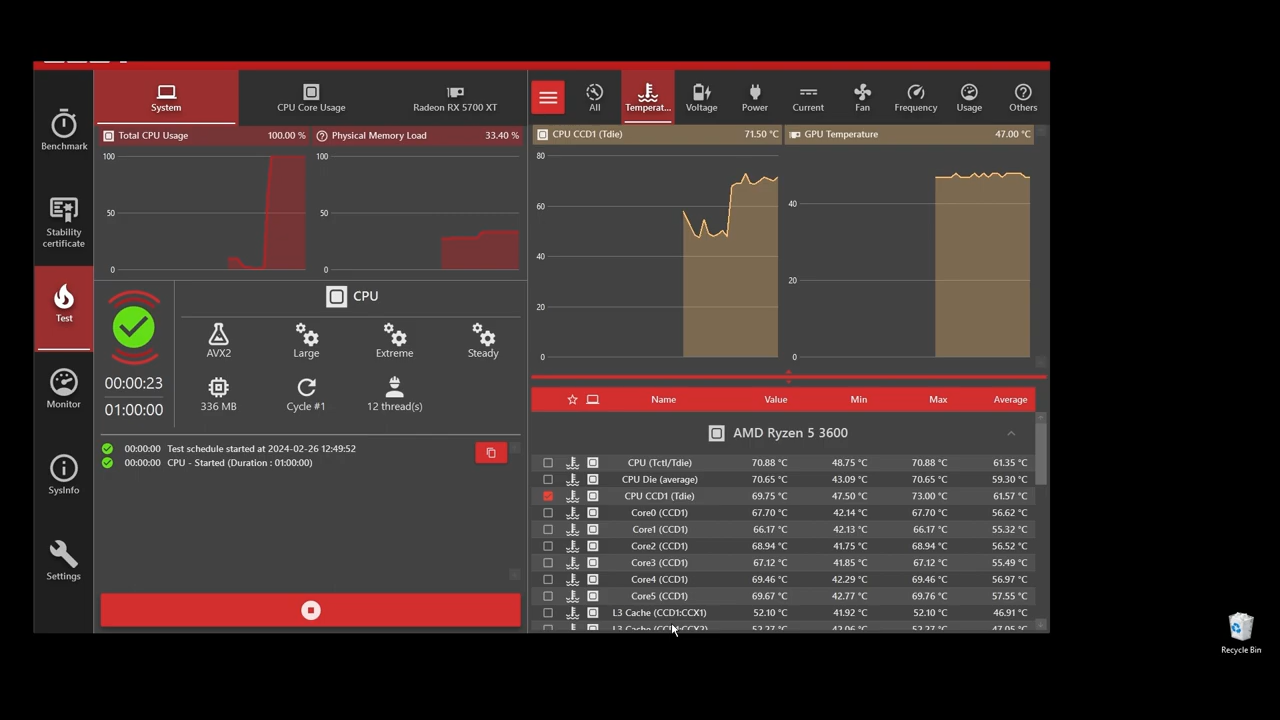 System
CPU Core Usage
Radeon RX 5700 XT
All
Temperat...
Voltage
Power
Current
Fan
Frequency
Usage
Others
Benchmark
Stability
certificate
Test
Monitor
SysInfo
Settings
Total CPU Usage 100.00 %
Physical Memory Load 33.40 %
100
50
0
100
50
0
CPU CCD1 (Tdie) 71.50 °C
GPU Temperature 47.00 °C
80
60
40
20
0
40
20
0
CPU
AVX2 Large Extreme Steady
336 MB Cycle #1 12 thread(s)
00:00:23
01:00:00
00:00:00 Test schedule started at 2024-02-26 12:49:52
00:00:00 CPU - Started (Duration : 01:00:00)
Name Value Min Max Average
AMD Ryzen 5 3600
CPU (Tctl/Tdie) 70.88 °C 48.75 °C 70.88 °C 61.35 °C
CPU Die (average) 70.65 °C 43.09 °C 70.65 °C 59.30 °C
CPU CCD1 (Tdie) 69.75 °C 47.50 °C 73.00 °C 61.57 °C
Core0 (CCD1) 67.70 °C 42.14 °C 67.70 °C 56.62 °C
Core1 (CCD1) 66.17 °C 42.13 °C 66.17 °C 55.32 °C
Core2 (CCD1) 68.94 °C 41.75 °C 68.94 °C 56.52 °C
Core3 (CCD1) 67.12 °C 41.85 °C 67.12 °C 55.49 °C
Core4 (CCD1) 69.46 °C 42.29 °C 69.46 °C 56.97 °C
Core5 (CCD1) 69.67 °C 42.77 °C 69.76 °C 57.55 °C
L3 Cache (CCD1:CCX1) 52.10 °C 41.92 °C 52.10 °C 46.91 °C
Recycle Bin